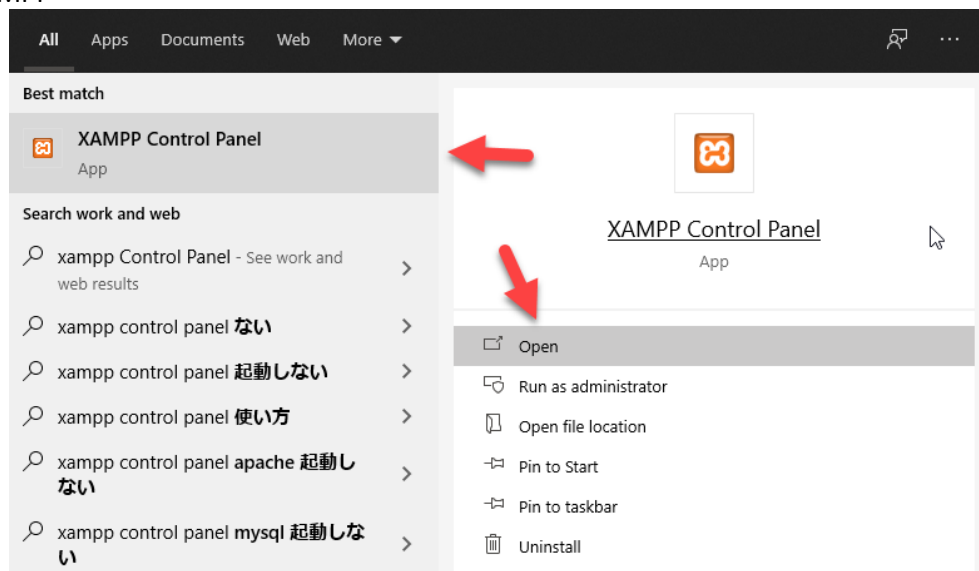 All Apps Documents Web More
Best match
XAMPP Control Panel
App
Search work and web
xampp Control Panel - See work and
web results
xampp control panel ない
xampp control panel 起動しない
xampp control panel 使い方
xampp control panel apache 起動し
ない
xampp control panel mysql 起動しな
い
XAMPP Control Panel
App
Open
Run as administrator
Open file location
Pin to Start
Pin to taskbar
Uninstall